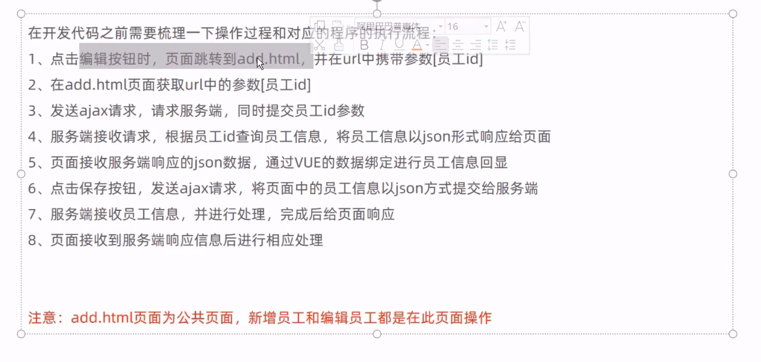 在开发代码之前需要梳理一下操作过程和对应的程序的执行流程：
1、点击编辑按钮时，页面跳转到add.html，并在url中携带参数[员工id]
2、在add.html页面获取url中的参数[员工id]
3、发送ajax请求，请求服务端，同时提交员工id参数
4、服务端接收请求，根据员工id查询员工信息，将员工信息以json形式响应给页面
5、页面接收服务端响应的json数据，通过VUE的数据绑定进行员工信息回显
6、点击保存按钮，发送ajax请求，将页面中的员工信息以json方式提交给服务端
7、服务端接收员工信息，并进行处理，完成后给页面响应
8、页面接收到服务端响应信息后进行相应处理
注意：add.html页面为公共页面，新增员工和编辑员工都是在此页面操作